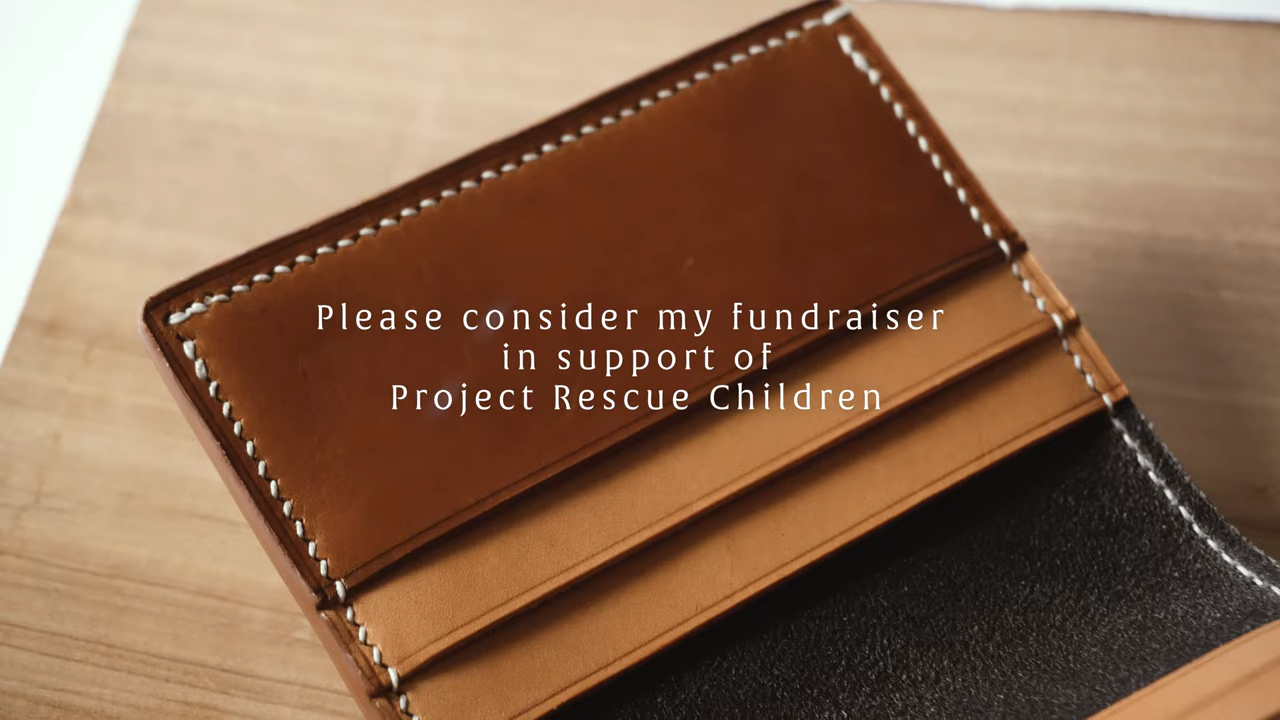 Please consider my fundraiser
in support of
Project Rescue Children